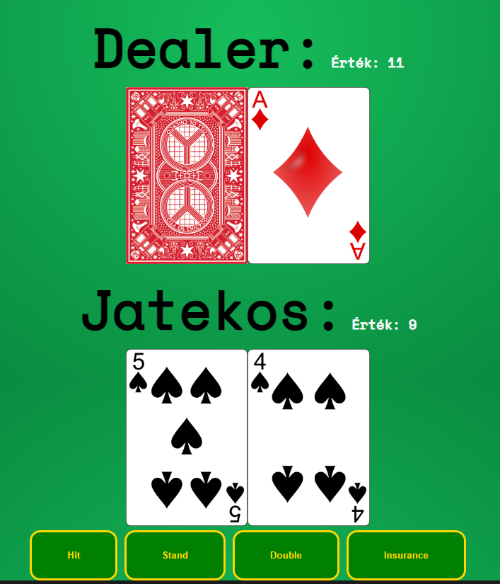 Dealer: Érték: 11
A
A
Jatekos: Érték: 9
5 4
5 4
Hit Stand Double Insurance